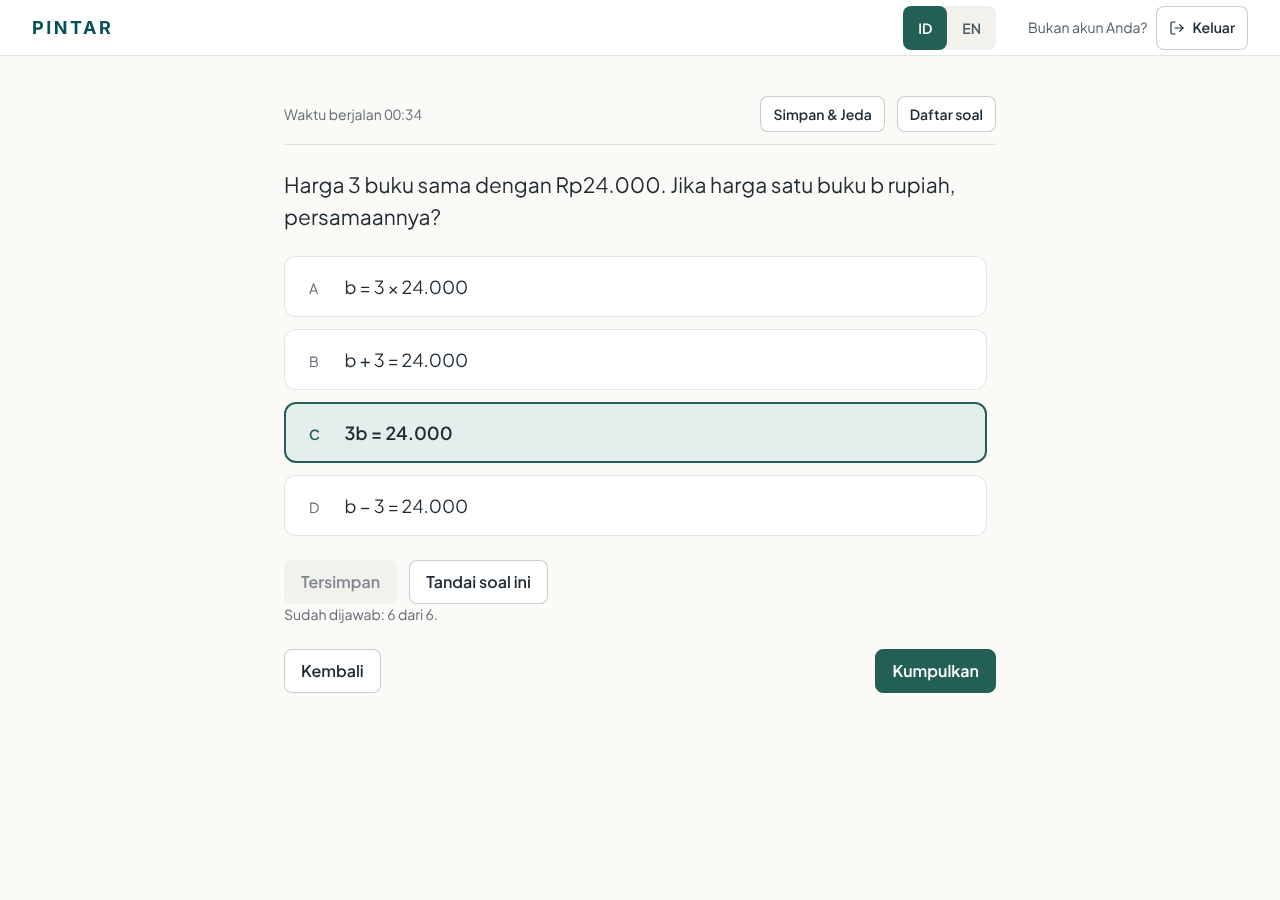 PINTAR
ID EN Bukan akun Anda? Keluar
Waktu berjalan 00:34 Simpan & Jeda Daftar soal
Harga 3 buku sama dengan Rp24.000. Jika harga satu buku b rupiah,
persamaannya?
A b = 3 × 24.000
B b + 3 = 24.000
C 3b = 24.000
D b − 3 = 24.000
Tersimpan Tandai soal ini
Sudah dijawab: 6 dari 6.
Kembali Kumpulkan